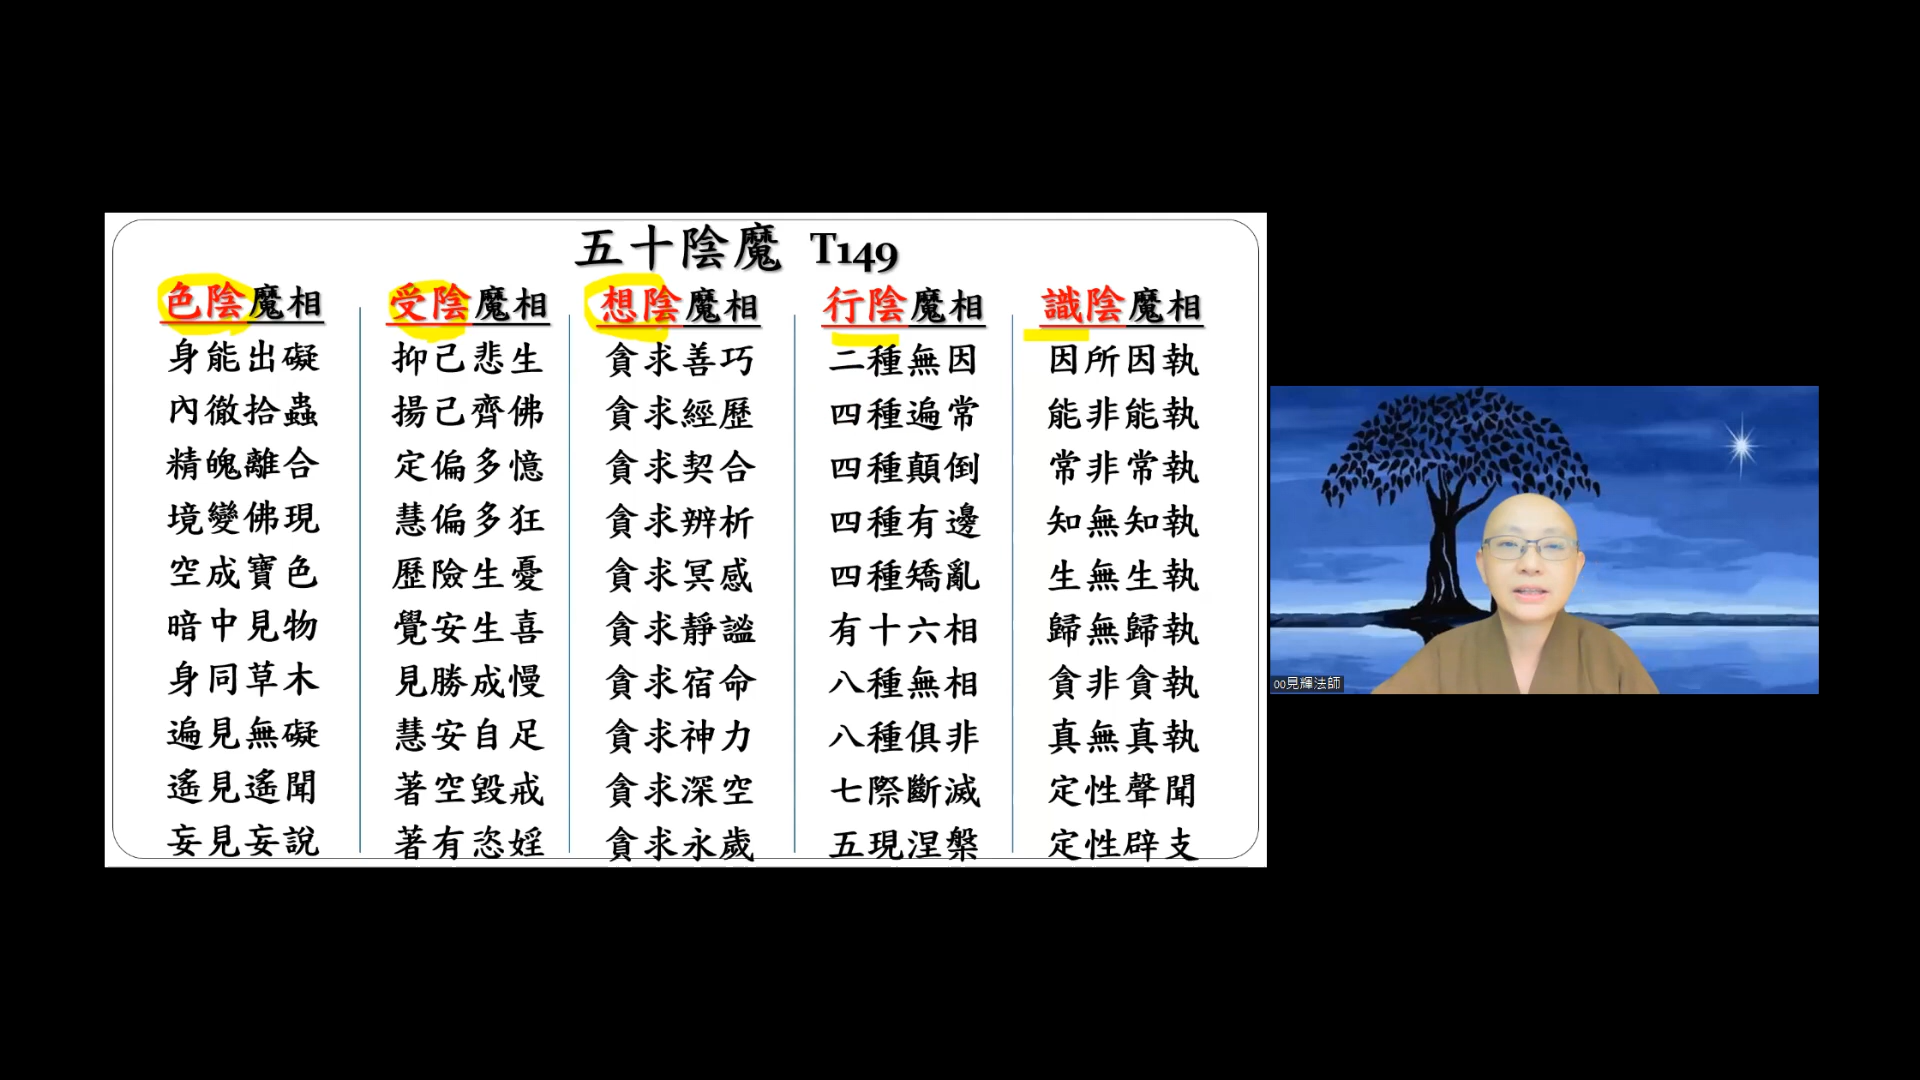 五十陰魔 T149
色陰魔相 受陰魔相 想陰魔相 行陰魔相 識陰魔相
身能出礙 抑己悲生 貪求善巧 二種無因 因所因執
內徹拾蟲 揚己齊佛 貪求經歷 四種遍常 能非能執
精魄離合 定偏多憶 貪求契合 四種顛倒 常非常執
境變佛現 慧偏多狂 貪求辨析 四種有邊 知無知執
空成寶色 歷險生憂 貪求冥感 四種矯亂 生無生執
暗中見物 覺安生喜 貪求靜謐 有十六相 歸無歸執
身同草木 見勝成慢 貪求宿命 八種無相 貪非貪執
遍見無礙 慧安自足 貪求神力 八種俱非 真無真執
遙見遙聞 著空毀戒 貪求深空 七際斷滅 定性聲聞
妄見妄說 著有恣婬 貪求永歲 五現涅槃 定性辟支
oo見輝法師